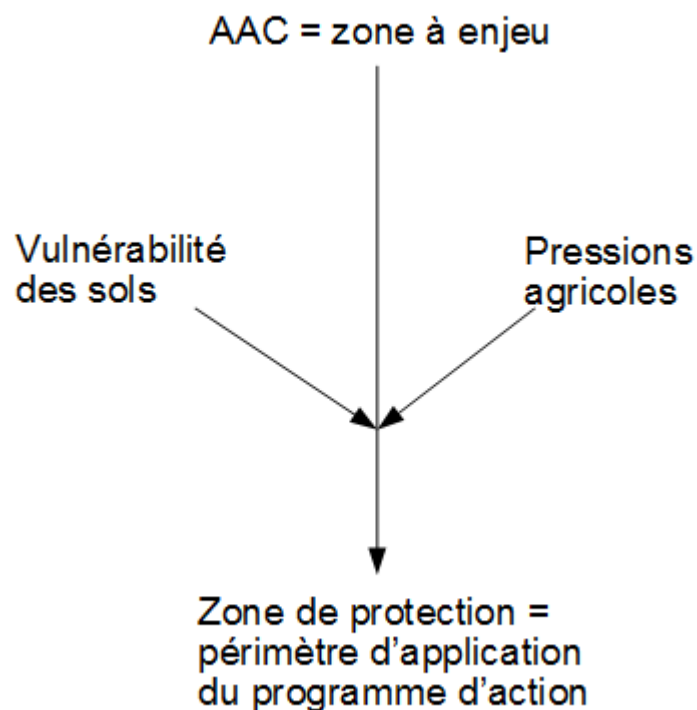 AAC = zone à enjeu
Vulnérabilité
des sols
Pressions
agricoles
Zone de protection =
périmètre d'application
du programme d'action